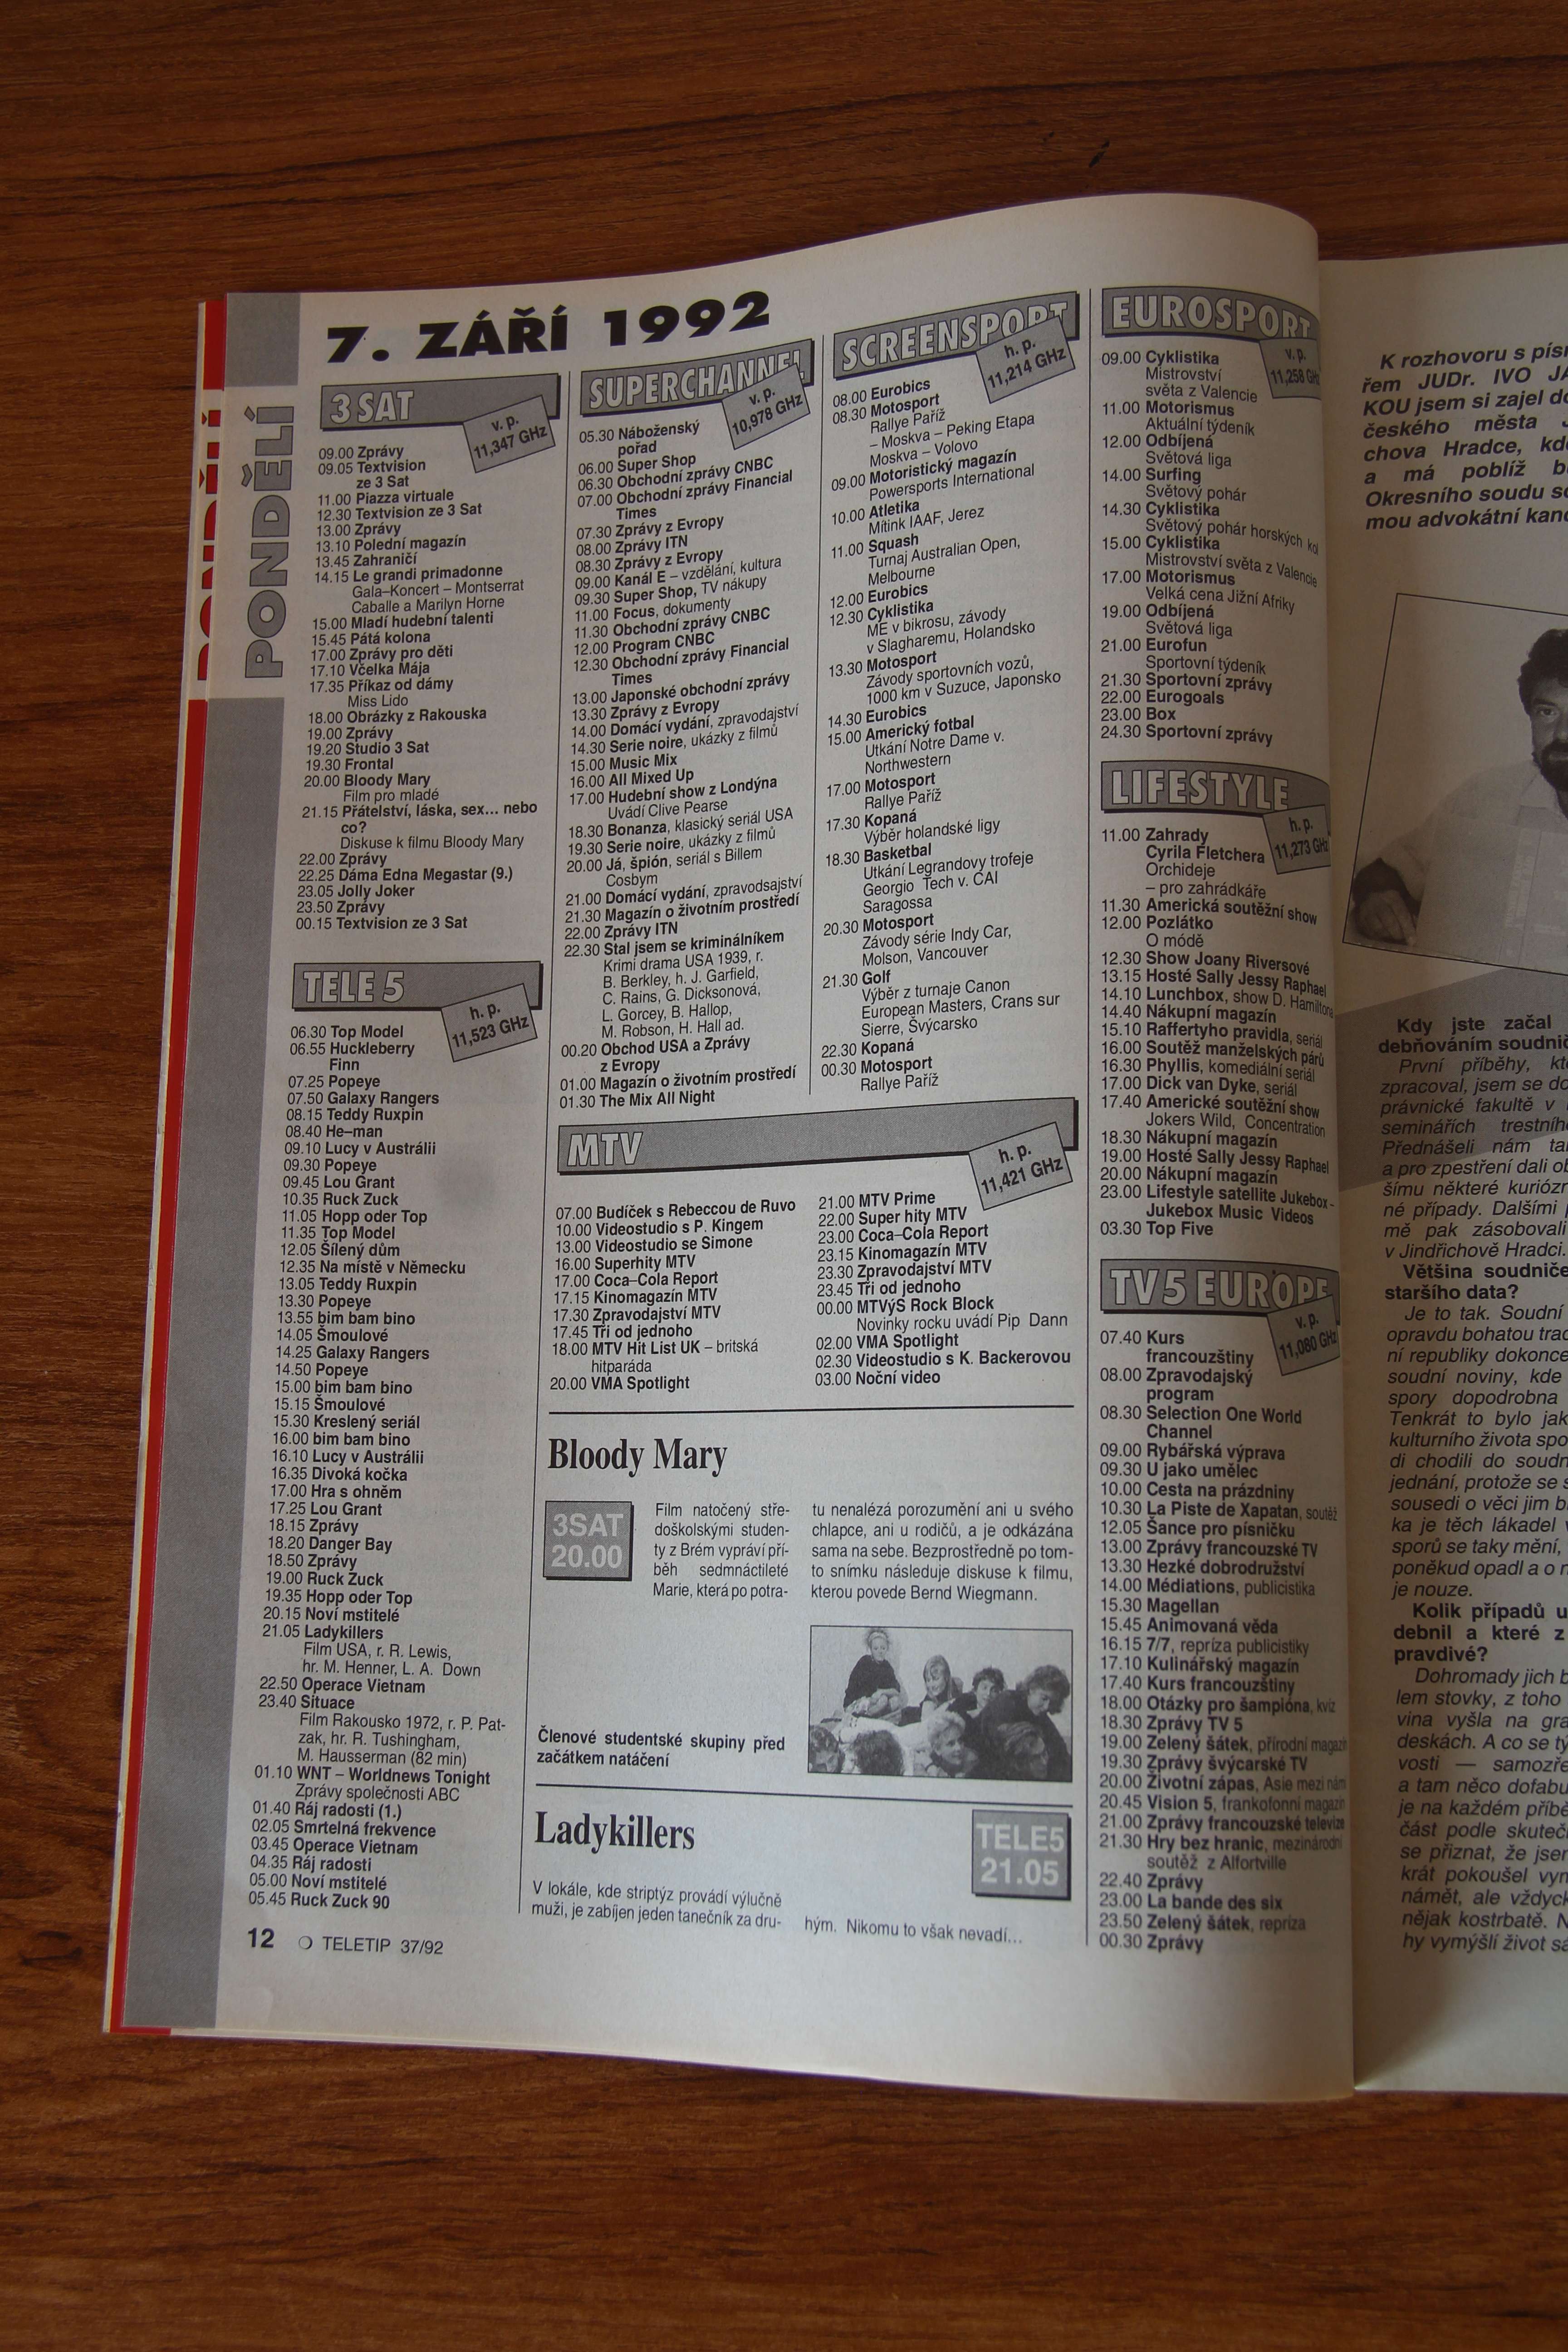 7. ZÁŘÍ 1992
PONDĚLÍ
3 SAT
v. p.
11,347 GHz
09.00 Zprávy
09.05 Textvision
ze 3 Sat
11.00 Piazza virtuale
12.30 Textvision ze 3 Sat
13.00 Zprávy
13.10 Polední magazín
13.45 Zahraničí
14.15 Le grandi primadonne
Gala–Koncert – Montserrat
Caballe a Marilyn Horne
15.00 Mladí hudební talenti
15.45 Pátá kolona
17.00 Zprávy pro děti
17.10 Včelka Mája
17.35 Příkaz od dámy
Miss Lido
18.00 Obrázky z Rakouska
19.00 Zprávy
19.20 Studio 3 Sat
19.30 Frontal
20.00 Bloody Mary
Film pro mladé
21.15 Přátelství, láska, sex... nebo
co?
Diskuse k filmu Bloody Mary
22.00 Zprávy
22.25 Dáma Edna Megastar (9.)
23.05 Jolly Joker
23.50 Zprávy
00.15 Textvision ze 3 Sat
TELE 5
h. p.
11,523 GHz
06.30 Top Model
06.55 Huckleberry
Finn
07.25 Popeye
07.50 Galaxy Rangers
08.15 Teddy Ruxpin
08.40 He–man
09.10 Lucy v Austrálii
09.30 Popeye
09.45 Lou Grant
10.35 Ruck Zuck
11.05 Hopp oder Top
11.35 Top Model
12.05 Šílený dům
12.35 Na místě v Německu
13.05 Teddy Ruxpin
13.30 Popeye
13.55 bim bam bino
14.05 Šmoulové
14.25 Galaxy Rangers
14.50 Popeye
15.00 bim bam bino
15.15 Šmoulové
15.30 Kreslený seriál
16.00 bim bam bino
16.10 Lucy v Austrálii
16.35 Divoká kočka
17.00 Hra s ohněm
17.25 Lou Grant
18.15 Zprávy
18.20 Danger Bay
18.50 Zprávy
19.00 Ruck Zuck
19.35 Hopp oder Top
20.15 Noví mstitelé
21.05 Ladykillers
Film USA, r. R. Lewis,
hr. M. Henner, L. A. Down
22.50 Operace Vietnam
23.40 Situace
Film Rakousko 1972, r. P. Pat-
zak, hr. R. Tushingham,
M. Hausserman (82 min)
01.10 WNT – Worldnews Tonight
Zprávy společnosti ABC
01.40 Ráj radosti (1.)
02.05 Smrtelná frekvence
03.45 Operace Vietnam
04.35 Ráj radosti
05.00 Noví mstitelé
05.45 Ruck Zuck 90
SUPERCHANNEL
v. p.
10,978 GHz
05.30 Náboženský
pořad
06.00 Super Shop
06.30 Obchodní zprávy CNBC
07.00 Obchodní zprávy Financial
Times
07.30 Zprávy z Evropy
08.00 Zprávy ITN
08.30 Zprávy z Evropy
09.00 Kanál E – vzdělání, kultura
09.30 Super Shop, TV nákupy
11.00 Focus, dokumenty
11.30 Obchodní zprávy CNBC
12.00 Program CNBC
12.30 Obchodní zprávy Financial
Times
13.00 Japonské obchodní zprávy
13.30 Zprávy z Evropy
14.00 Domácí vydání, zpravodajství
14.30 Serie noire, ukázky z filmů
15.00 Music Mix
16.00 All Mixed Up
17.00 Hudební show z Londýna
Uvádí Clive Pearse
18.30 Bonanza, klasický seriál USA
19.30 Serie noire, ukázky z filmů
20.00 Já, špión, seriál s Billem
Cosbym
21.00 Domácí vydání, zpravodsajství
21.30 Magazín o životním prostředí
22.00 Zprávy ITN
22.30 Stal jsem se kriminálníkem
Krimi drama USA 1939, r.
B. Berkley, h. J. Garfield,
C. Rains, G. Dicksonová,
L. Gorcey, B. Hallop,
M. Robson, H. Hall ad.
00.20 Obchod USA a Zprávy
z Evropy
01.00 Magazín o životním prostředí
01.30 The Mix All Night
SCREENSPORT
h. p.
11,214 GHz
08.00 Eurobics
08.30 Motosport
Rallye Paříž
– Moskva – Peking Etapa
Moskva – Volovo
09.00 Motoristický magazín
Powersports International
10.00 Atletika
Mítink IAAF, Jerez
11.00 Squash
Turnaj Australian Open,
Melbourne
12.00 Eurobics
12.30 Cyklistika
ME v bikrosu, závody
v Slagharemu, Holandsko
13.30 Motosport
Závody sportovních vozů,
1000 km v Suzuce, Japonsko
14.30 Eurobics
15.00 Americký fotbal
Utkání Notre Dame v.
Northwestern
17.00 Motosport
Rallye Paříž
17.30 Kopaná
Výběr holandské ligy
18.30 Basketbal
Utkání Legrandovy trofeje
Georgio Tech v. CAI
Saragossa
20.30 Motosport
Závody série Indy Car,
Molson, Vancouver
21.30 Golf
Výběr z turnaje Canon
European Masters, Crans sur
Sierre, Švýcarsko
22.30 Kopaná
00.30 Motosport
Rallye Paříž
MTV
h. p.
11,421 GHz
07.00 Budíček s Rebeccou de Ruvo
10.00 Videostudio s P. Kingem
13.00 Videostudio se Simone
16.00 Superhity MTV
17.00 Coca–Cola Report
17.15 Kinomagazín MTV
17.30 Zpravodajství MTV
17.45 Tři od jednoho
18.00 MTV Hit List UK – britská
hitparáda
20.00 VMA Spotlight
21.00 MTV Prime
22.00 Super hity MTV
23.00 Coca–Cola Report
23.15 Kinomagazín MTV
23.30 Zpravodajství MTV
23.45 Tři od jednoho
00.00 MTVýS Rock Block
Novinky rocku uvádí Pip Dann
02.00 VMA Spotlight
02.30 Videostudio s K. Backerovou
03.00 Noční video
Bloody Mary
3SAT
20.00
Film natočený stře-
doškolskými studen-
ty z Brém vypráví pří-
běh sedmnáctileté
Marie, která po potra-
tu nenalézá porozumění ani u svého
chlapce, ani u rodičů, a je odkázána
sama na sebe. Bezprostředně po tom-
to snímku následuje diskuse k filmu,
kterou povede Bernd Wiegmann.
Členové studentské skupiny před
začátkem natáčení
Ladykillers
TELE5
21.05
V lokále, kde striptýz provádí výlučně
muži, je zabíjen jeden tanečník za dru-
hým. Nikomu to však nevadí...
EUROSPORT
v. p.
11,258 GHz
09.00 Cyklistika
Mistrovství
světa z Valencie
11.00 Motorismus
Aktuální týdeník
12.00 Odbíjená
Světová liga
14.00 Surfing
Světový pohár
14.30 Cyklistika
Světový pohár horských kol
15.00 Cyklistika
Mistrovství světa z Valencie
17.00 Motorismus
Velká cena Jižní Afriky
19.00 Odbíjená
Světová liga
21.00 Eurofun
Sportovní týdeník
21.30 Sportovní zprávy
22.00 Eurogoals
23.00 Box
24.30 Sportovní zprávy
LIFESTYLE
h. p.
11,273 GHz
11.00 Zahrady
Cyrila Fletchera
Orchideje
– pro zahrádkáře
11.30 Americká soutěžní show
12.00 Pozlátko
O módě
12.30 Show Joany Riversové
13.15 Hosté Sally Jessy Raphael
14.10 Lunchbox, show D. Hamiltona
14.40 Nákupní magazín
15.10 Raffertyho pravidla, seriál
16.00 Soutěž manželských párů
16.30 Phyllis, komediální seriál
17.00 Dick van Dyke, seriál
17.40 Americké soutěžní show
Jokers Wild, Concentration
18.30 Nákupní magazín
19.00 Hosté Sally Jessy Raphael
20.00 Nákupní magazín
23.00 Lifestyle satellite Jukebox -
Jukebox Music Videos
03.30 Top Five
TV5 EUROPE
v. p.
11,080 GHz
07.40 Kurs
francouzštiny
08.00 Zpravodajský
program
08.30 Selection One World
Channel
09.00 Rybářská výprava
09.30 U jako umělec
10.00 Cesta na prázdniny
10.30 La Piste de Xapatan, soutěž
12.05 Šance pro písničku
13.00 Zprávy francouzské TV
13.30 Hezké dobrodružství
14.00 Médiations, publicistika
15.30 Magellan
15.45 Animovaná věda
16.15 7/7, repríza publicistiky
17.10 Kulinářský magazín
17.40 Kurs francouzštiny
18.00 Otázky pro šampióna, kvíz
18.30 Zprávy TV 5
19.00 Zelený šátek, přírodní magazín
19.30 Zprávy švýcarské TV
20.00 Životní zápas, Asie mezi námi
20.45 Vision 5, frankofonní magazín
21.00 Zprávy francouzské televize
21.30 Hry bez hranic, mezinárodní
soutěž z Alfortville
22.40 Zprávy
23.00 La bande des six
23.50 Zelený šátek, repríza
00.30 Zprávy
12 TELETIP 37/92
K rozhovoru s pís
řem JUDr. IVO JA
KOU jsem si zajel do
českého města J
chova Hradce, kde
a má poblíž b
Okresního soudu s
mou advokátní kan
Kdy jste začal
debňováním soudnič
První příběhy, kt
zpracoval, jsem se do
právnické fakultě v
seminářích trestního
Přednášeli nám ta
a pro zpestření dali ob
šímu některé kurióz
né případy. Dalšími
mě pak zásobovali
v Jindřichově Hradci.
Většina soudniče
staršího data?
Je to tak. Soudní
opravdu bohatou trad
ní republiky dokonce
soudní noviny, kde
spory dopodrobna
Tenkrát to bylo jak
kulturního života spo
di chodili do soudn
jednání, protože se s
sousedi o věci jim b
ka je těch lákadel v
sporů se taky mění,
poněkud opadl a o n
je nouze.
Kolik případů u
debnil a které z
pravdivé?
Dohromady jich b
lem stovky, z toho
vina vyšla na gra
deskách. A co se tý
vosti — samozře
a tam něco dofabu
je na každém příbě
část podle skuteč
se přiznat, že jsem
krát pokoušel vym
námět, ale vždyck
nějak kostrbatě. N
hy vymýšlí život sá